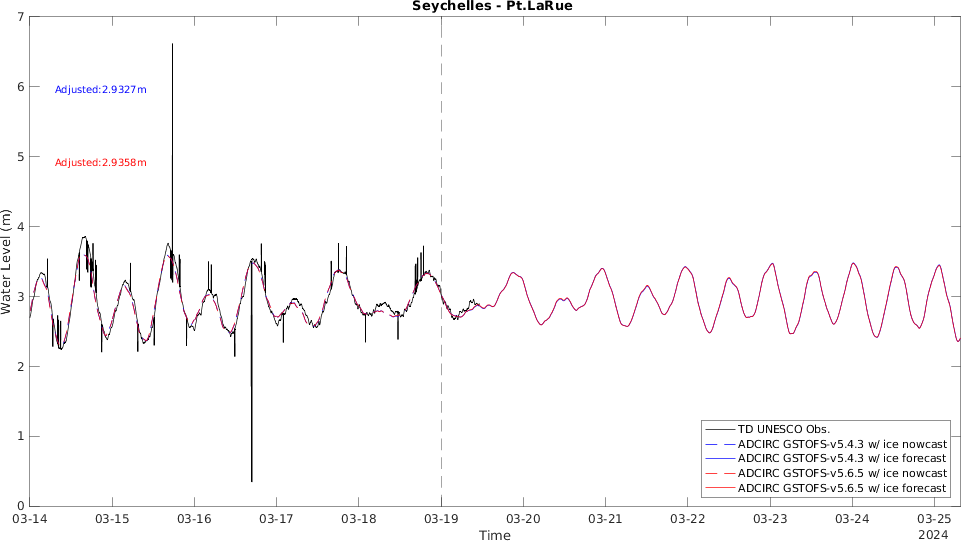 Seychelles - Pt.LaRue
7
6
5
4
3
2
1
0
Water Level (m)
Adjusted:2.9327m
Adjusted:2.9358m
TD UNESCO Obs.
ADCIRC GSTOFS-v5.4.3 w/ ice nowcast
ADCIRC GSTOFS-v5.4.3 w/ ice forecast
ADCIRC GSTOFS-v5.6.5 w/ ice nowcast
ADCIRC GSTOFS-v5.6.5 w/ ice forecast
03-14 03-15 03-16 03-17 03-18 03-19 03-20 03-21 03-22 03-23 03-24 03-25
Time
2024